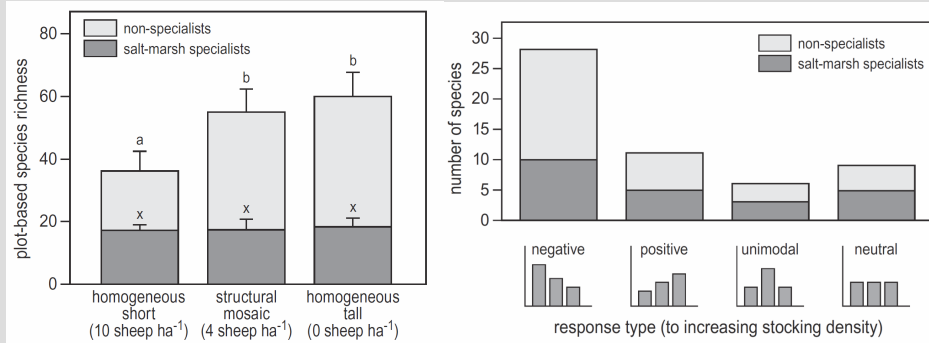 non-specialists
salt-marsh specialists
plot-based species richness
80
60
40
20
0
a
b
b
x
x
x
homogeneous
short
(10 sheep ha⁻¹)
structural
mosaic
(4 sheep ha⁻¹)
homogeneous
tall
(0 sheep ha⁻¹)
non-specialists
salt-marsh specialists
number of species
30
25
20
15
10
5
0
negative
positive
unimodal
neutral
response type (to increasing stocking density)